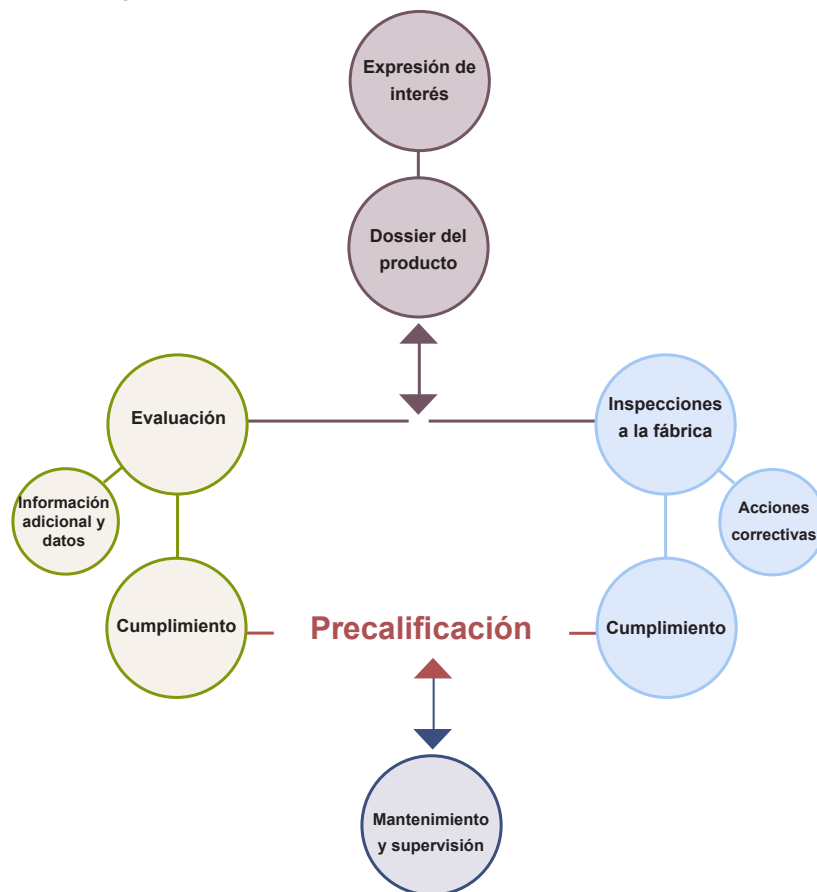 Expresión de
interés
Dossier del
producto
Evaluación
Inspecciones
a la fábrica
Información
adicional y
datos
Acciones
correctivas
Cumplimiento
Precalificación
Cumplimiento
Mantenimiento
y supervisión